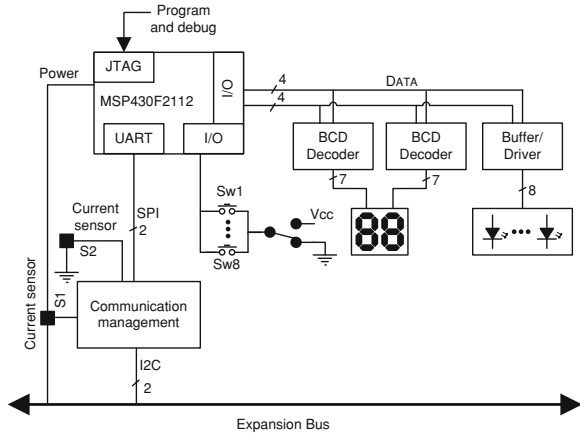 Program
and debug
JTAG
Power
I/O
MSP430F2112
4
DATA
4
UART
I/O
BCD
Decoder
BCD
Decoder
Buffer/
Driver
7
7
8
Sw1
Vcc
Sw8
Current
sensor
SPI
2
S2
88
S1
Current sensor
Communication
management
I2C
2
Expansion Bus